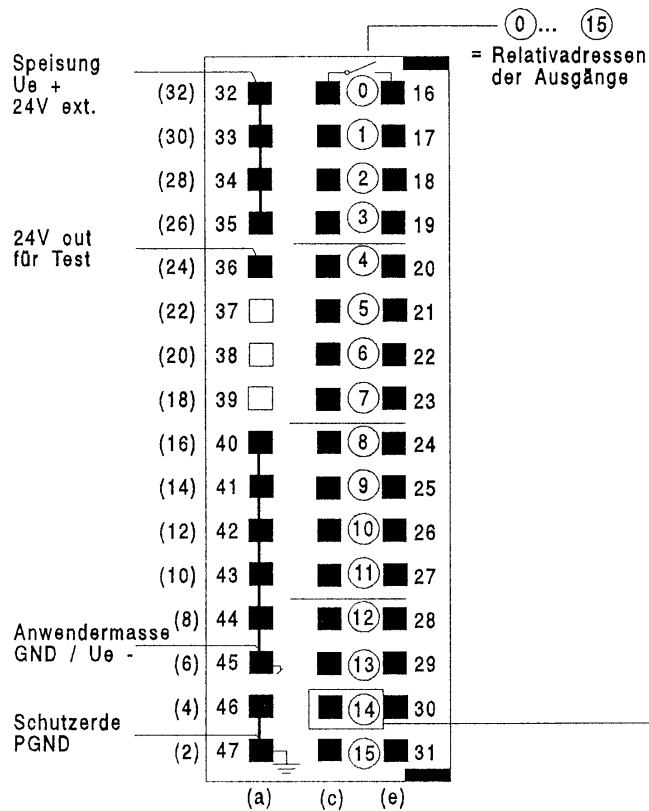 0 ... 15
= Relativadressen
der Ausgänge
Speisung
Ue +
24V ext.
(32) 32 0 16
(30) 33 1 17
(28) 34 2 18
(26) 35 3 19
24V out
für Test
(24) 36 4 20
(22) 37 5 21
(20) 38 6 22
(18) 39 7 23
(16) 40 8 24
(14) 41 9 25
(12) 42 10 26
(10) 43 11 27
(8) 44 12 28
Anwendermasse
GND / Ue -
(6) 45 13 29
(4) 46 14 30
Schutzerde
PGND
(2) 47 15 31
(a) (c) (e)